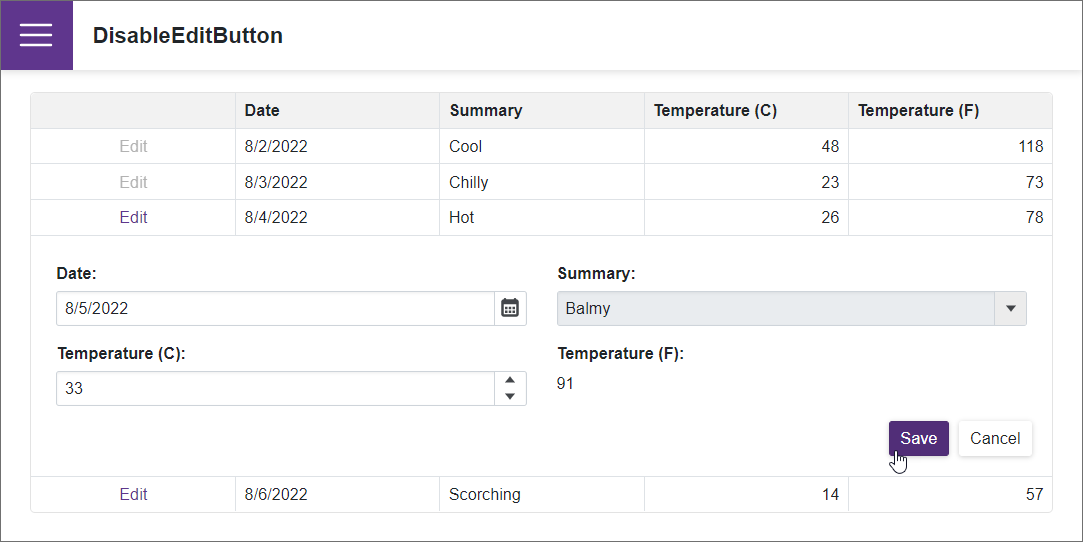 DisableEditButton
Date Summary Temperature (C) Temperature (F)
Edit 8/2/2022 Cool 48 118
Edit 8/3/2022 Chilly 23 73
Edit 8/4/2022 Hot 26 78
Date: Summary:
8/5/2022 Balmy
Temperature (C): Temperature (F):
33 91
Save Cancel
Edit 8/6/2022 Scorching 14 57